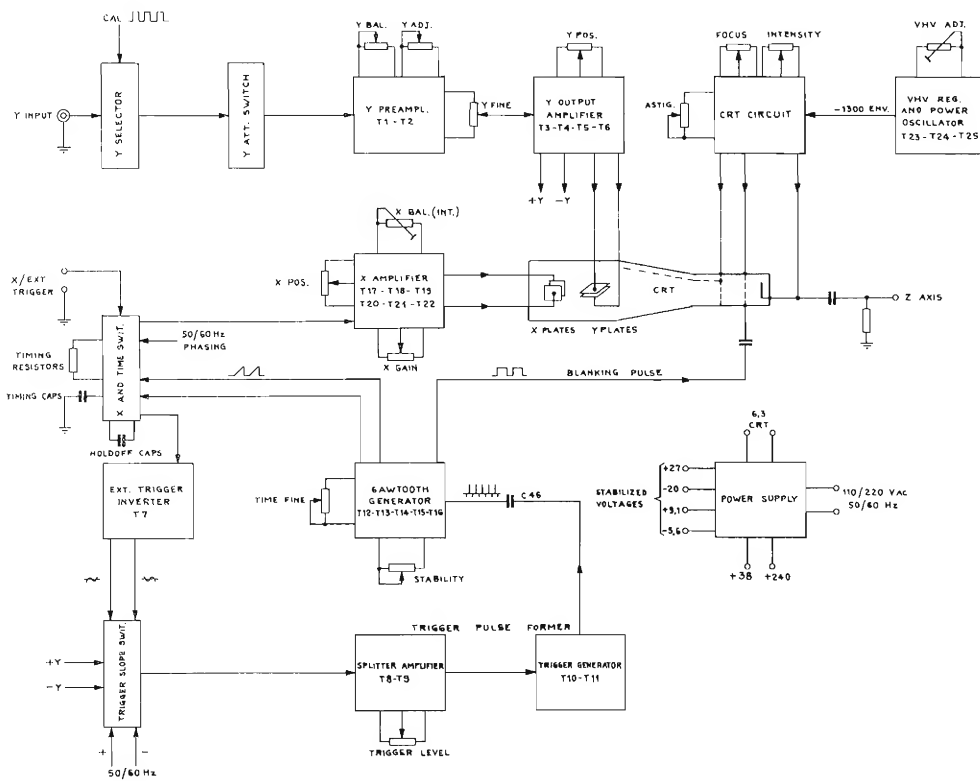 CAL
Y BAL.
Y ADJ.
Y POS.
FOCUS
INTENSITY
VHV ADJ.
Y INPUT
Y SELECTOR
Y ATT. SWITCH
Y PREAMPL.
T1-T2
Y FINE
Y OUTPUT
AMPLIFIER
T3-T4-T5-T6
ASTIG.
CRT CIRCUIT
-1300 EHV.
VHV REG.
AND POWER
OSCILLATOR
T23-T24-T25
+Y
-Y
X BAL.(INT.)
X/EXT
TRIGGER
X POS.
X AMPLIFIER
T17-T18-T19
T20-T21-T22
CRT
Z AXIS
X PLATES
Y PLATES
50/60 Hz
PHASING
X GAIN
TIMING
RESISTORS
X AND TIME SWIT.
BLANKING PULSE
TIMING CAPS
HOLDOFF CAPS
6,3
CRT
EXT. TRIGGER
INVERTER
T7
TIME FINE
SAWTOOTH
GENERATOR
T12-T13-T14-T15-T16
C46
STABILIZED
VOLTAGES
+27
-20
+9,1
-5,6
POWER SUPPLY
110/220 VAC
50/60 Hz
STABILITY
+38
+240
TRIGGER PULSE FORMER
+Y
-Y
TRIGGER SLOPE SWIT.
SPLITTER AMPLIFIER
T8-T9
TRIGGER GENERATOR
T10-T11
TRIGGER LEVEL
+
-
50/60 Hz